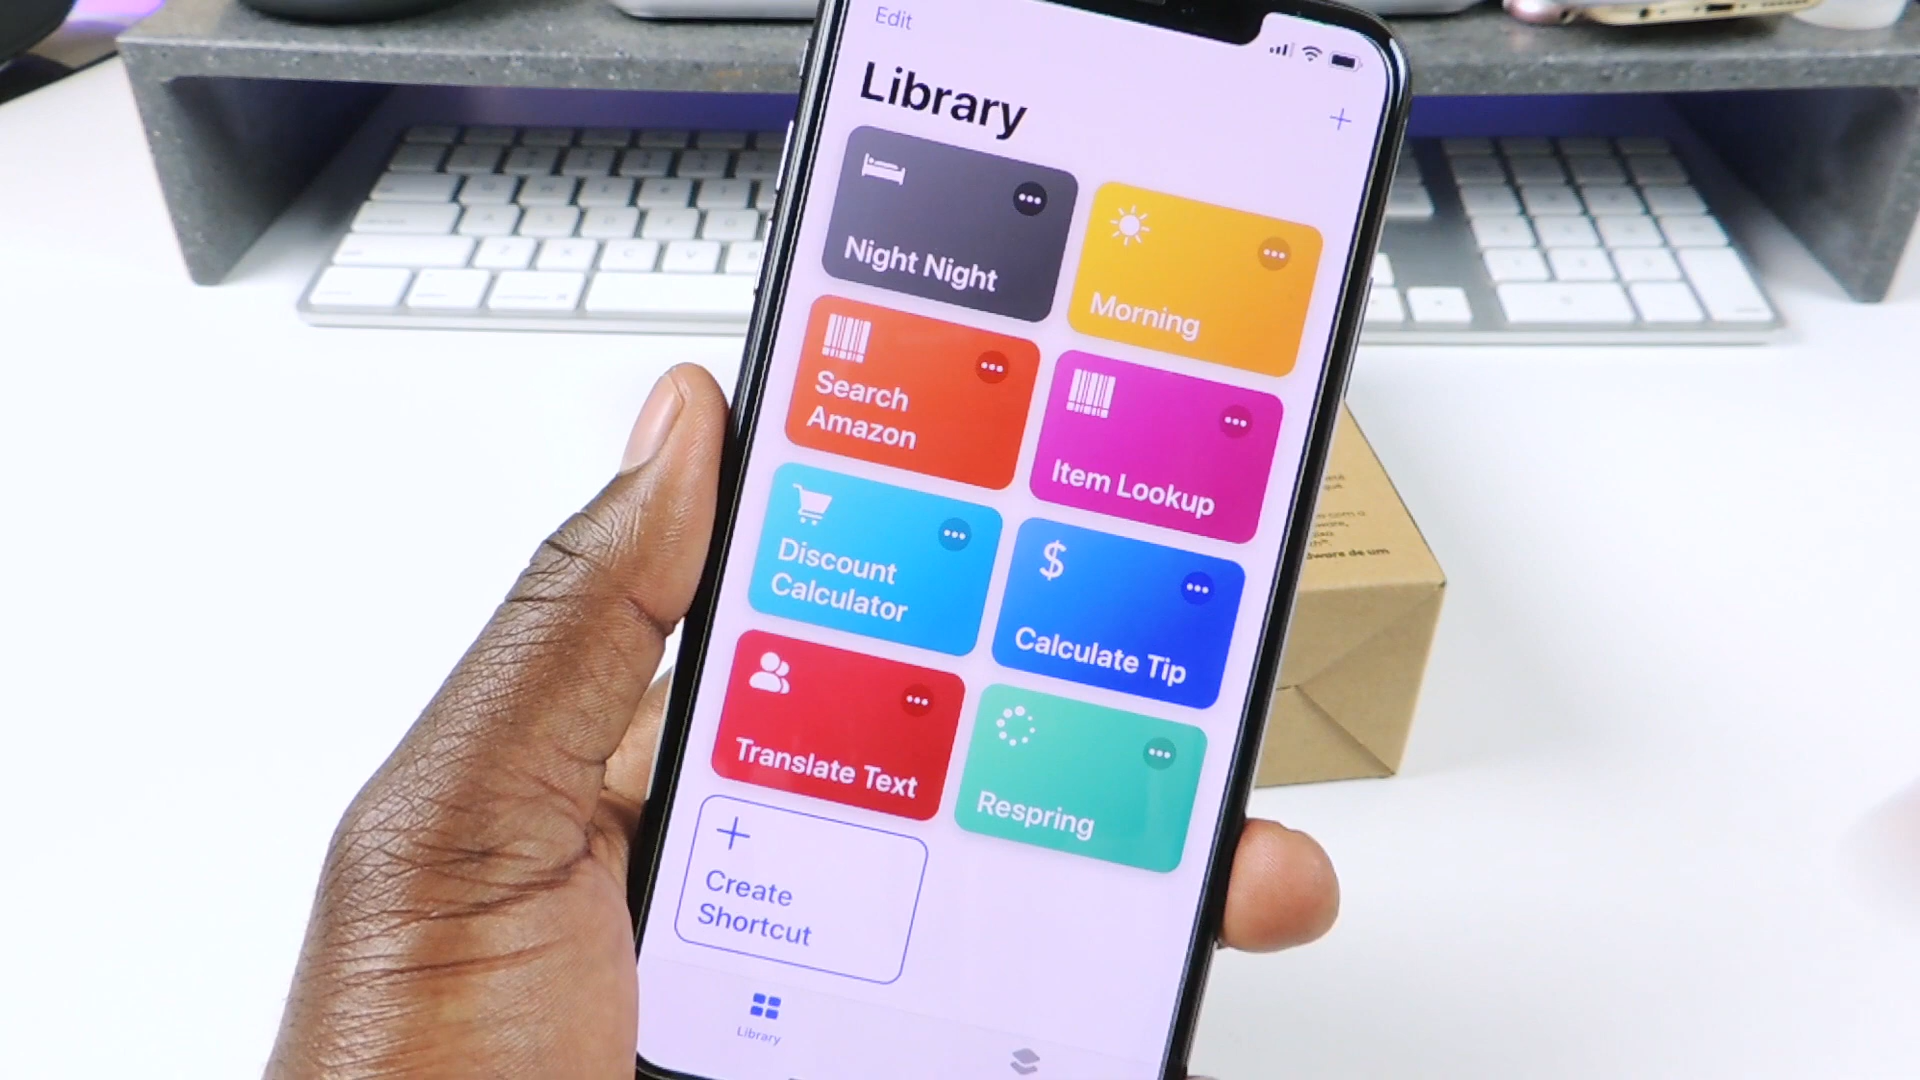 Edit
Library
Night Night
Morning
Search
Amazon
Item Lookup
Discount
Calculator
$
Calculate Tip
Translate Text
Respring
Create
Shortcut
Library